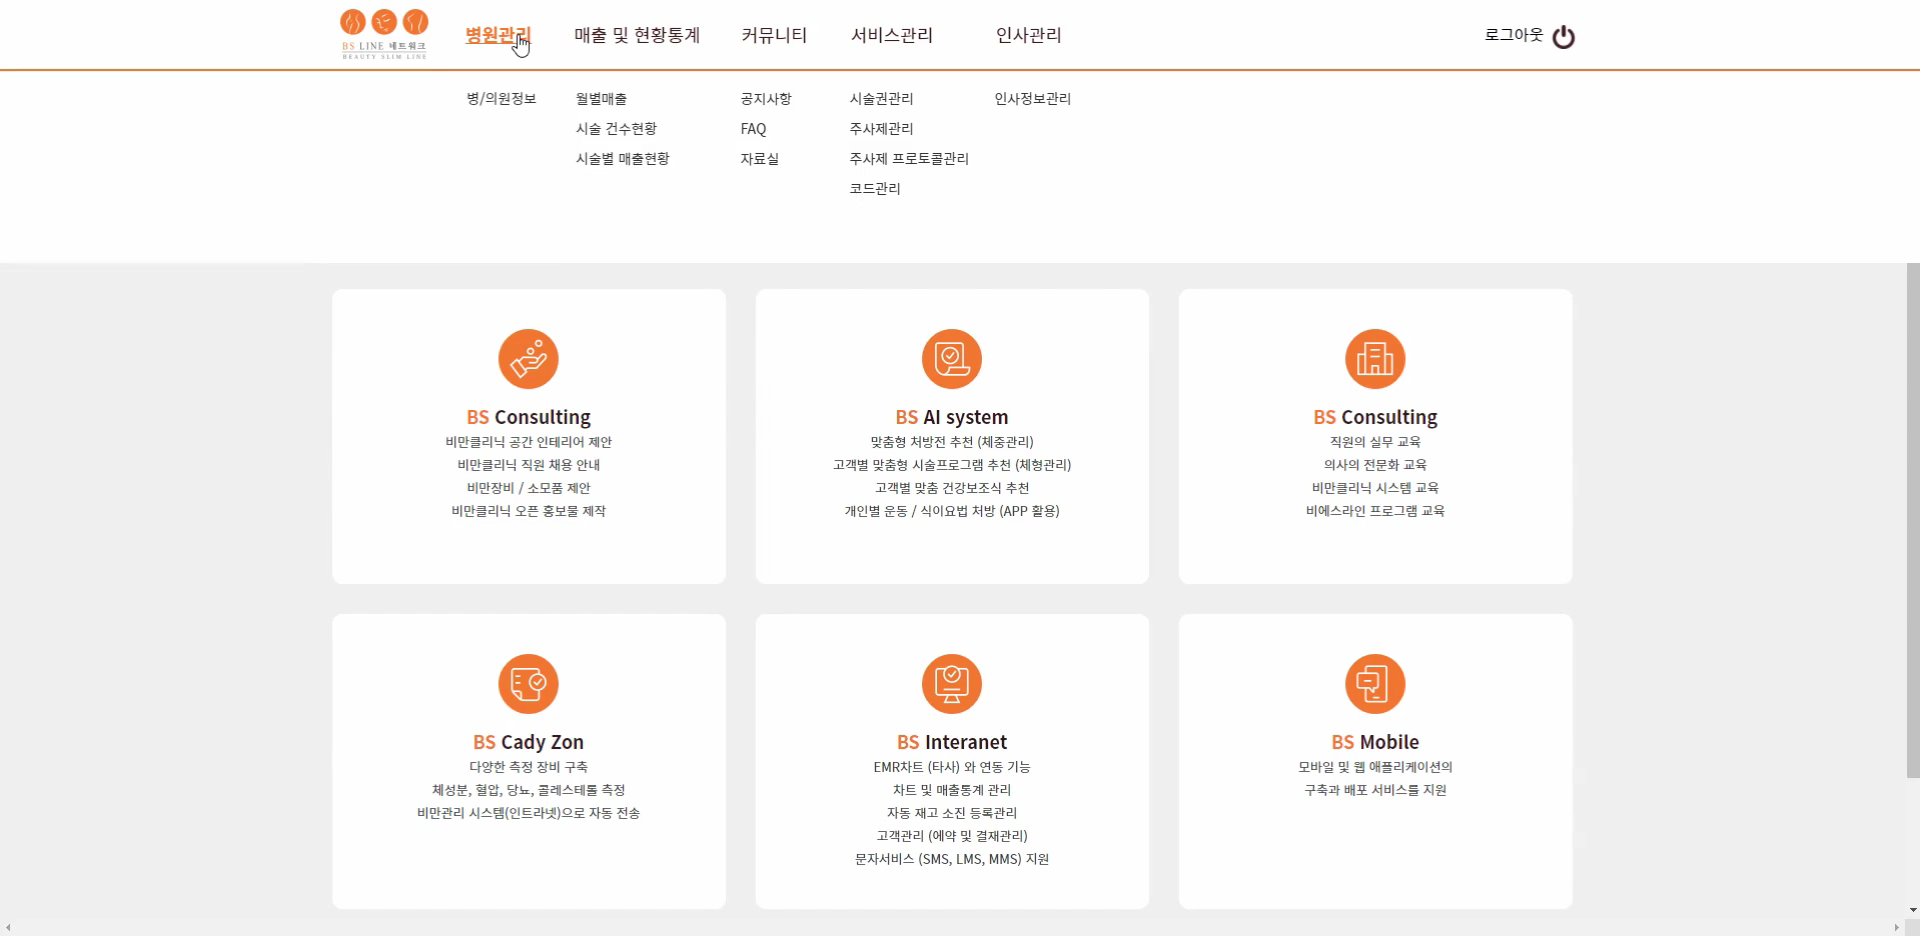 BS LINE 네트워크
BEAUTY SLIM LINE
병원관리
매출 및 현황통계
커뮤니티
서비스관리
인사관리
로그아웃
병/의원정보
월별매출
시술 건수현황
시술별 매출현황
공지사항
FAQ
자료실
시술권관리
주사제관리
주사제 프로토콜관리
코드관리
인사정보관리
BS Consulting
비만클리닉 공간 인테리어 제안
비만클리닉 직원 채용 안내
비만장비 / 소모품 제안
비만클리닉 오픈 홍보물 제작
BS AI system
맞춤형 처방전 추천 (체중관리)
고객별 맞춤형 시술프로그램 추천 (체형관리)
고객별 맞춤 건강보조식 추천
개인별 운동 / 식이요법 처방 (APP 활용)
BS Consulting
직원의 실무 교육
의사의 전문화 교육
비만클리닉 시스템 교육
비에스라인 프로그램 교육
BS Cady Zon
다양한 측정 장비 구축
체성분, 혈압, 당뇨, 콜레스테롤 측정
비만관리 시스템(인트라넷)으로 자동 전송
BS Interanet
EMR차트 (타사) 와 연동 기능
차트 및 매출통계 관리
자동 재고 소진 등록관리
고객관리 (예약 및 결재관리)
문자서비스 (SMS, LMS, MMS) 지원
BS Mobile
모바일 및 웹 애플리케이션의
구축과 배포 서비스를 지원